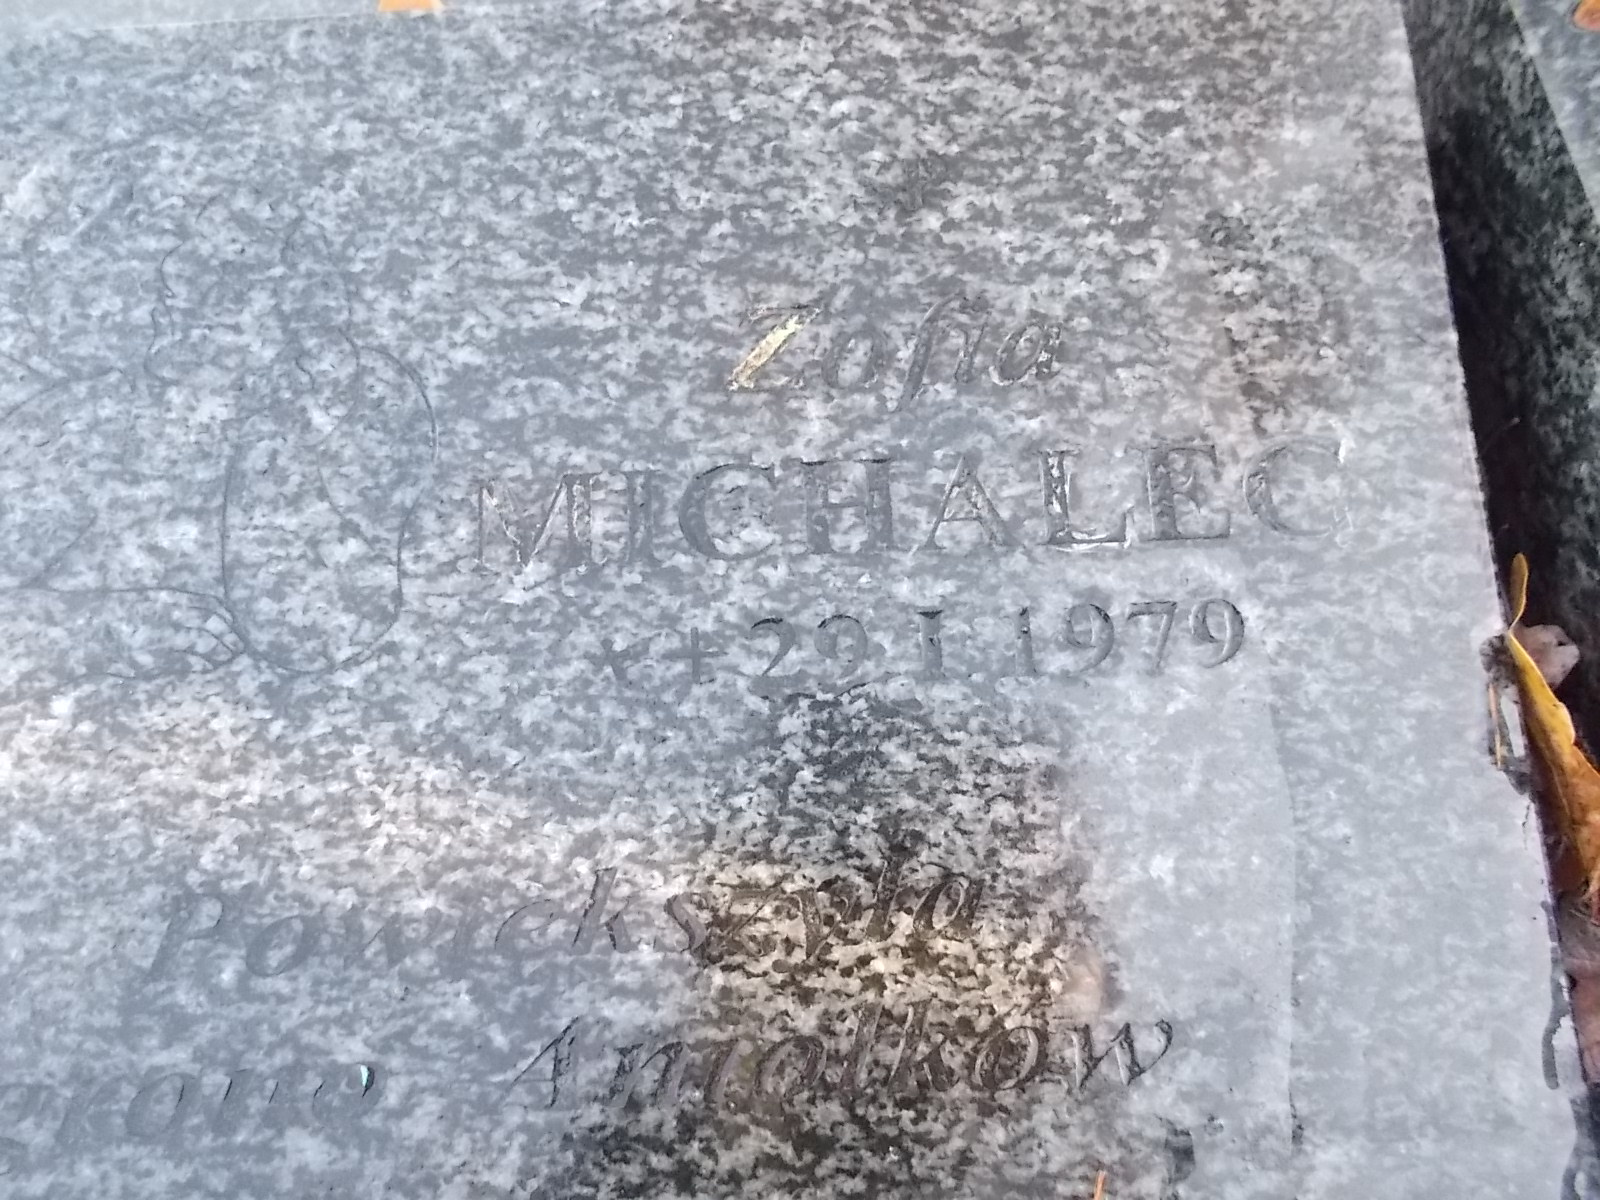 Zofia
MICHALEC
*+ 29 I 1979
Powiększyła
grono Aniołków